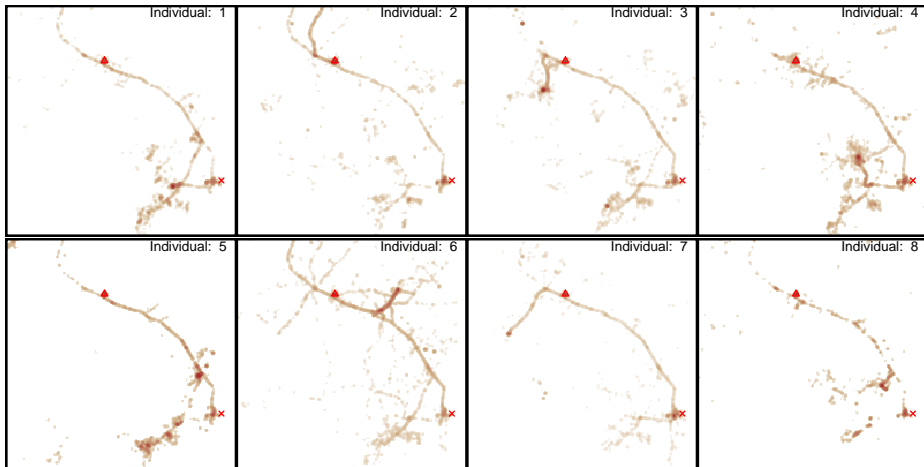 Individual: 1
Individual: 2
Individual: 3
Individual: 4
Individual: 5
Individual: 6
Individual: 7
Individual: 8